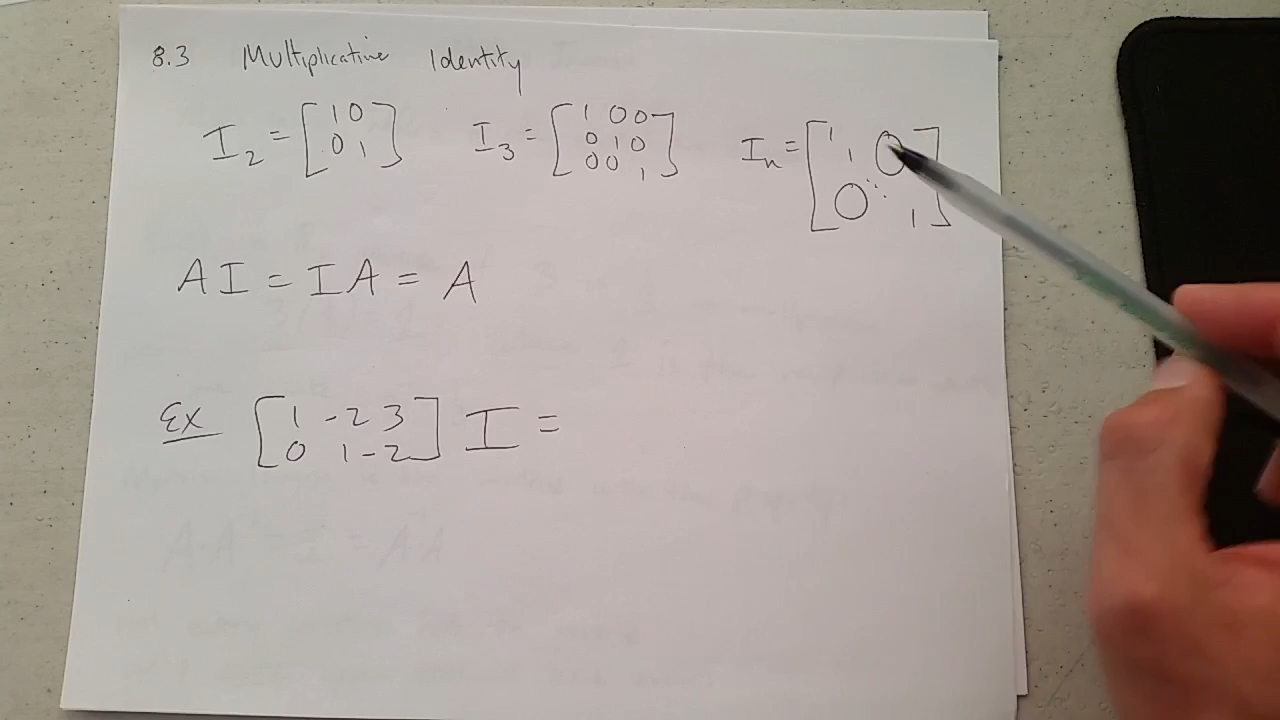 8.3 Multiplicative Identity
I₂ = [1 0 I₃ = [1 0 0 Iₙ = [1 0
0 1] 0 1 0 1
0 0 1] 0 ⋱ 1]
AI = IA = A
Ex [1 -2 3
0 1 -2] I =